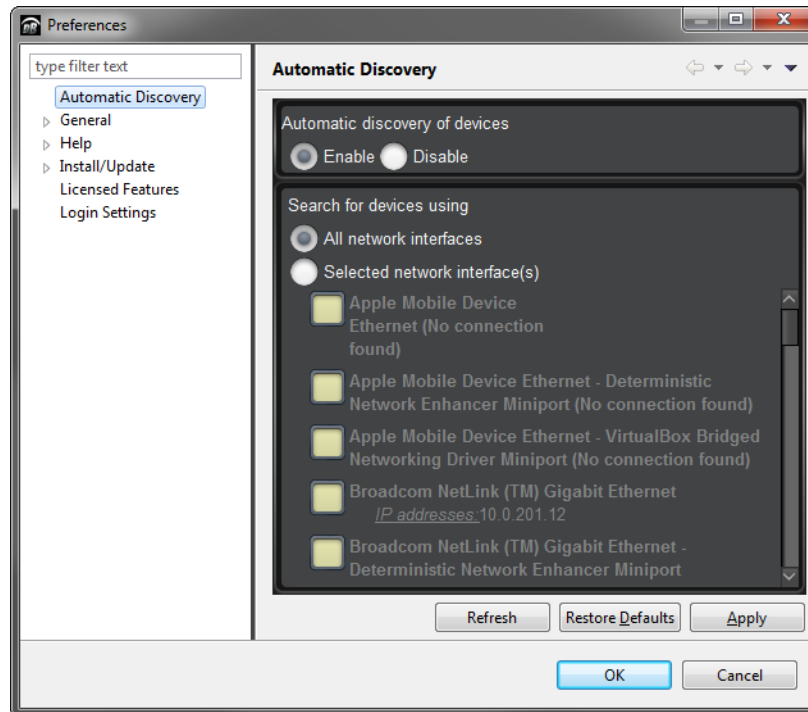 Preferences
type filter text
Automatic Discovery
General
Help
Install/Update
Licensed Features
Login Settings
Automatic Discovery
Automatic discovery of devices
Enable Disable
Search for devices using
All network interfaces
Selected network interface(s)
Apple Mobile Device
Ethernet (No connection
found)
Apple Mobile Device Ethernet - Deterministic
Network Enhancer Miniport (No connection found)
Apple Mobile Device Ethernet - VirtualBox Bridged
Networking Driver Miniport (No connection found)
Broadcom NetLink (TM) Gigabit Ethernet
IP addresses:10.0.201.12
Broadcom NetLink (TM) Gigabit Ethernet -
Deterministic Network Enhancer Miniport
Refresh Restore Defaults Apply
OK Cancel